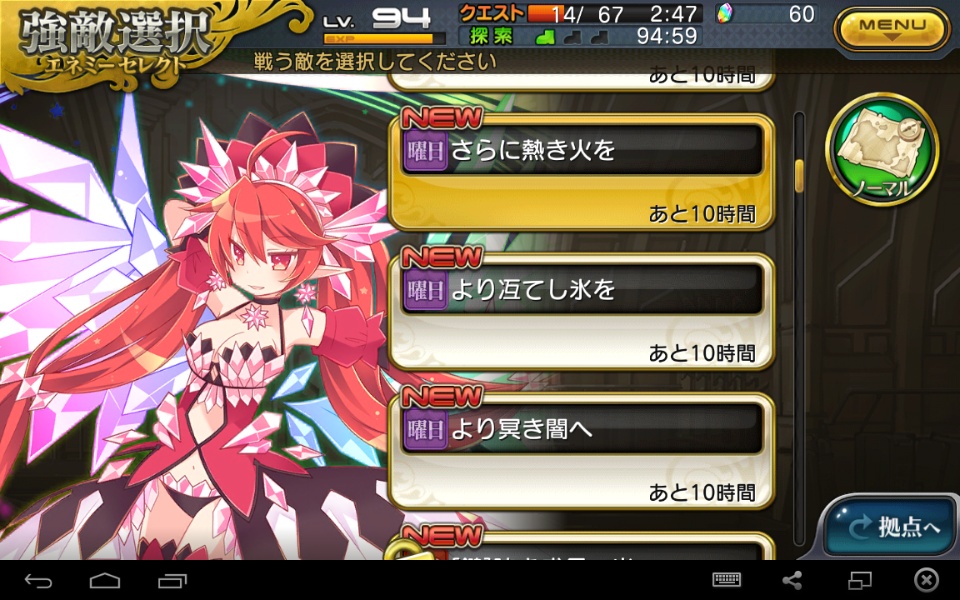 強敵選択
エネミーセレクト
LV. 94
EXP
クエスト 14/ 67 2:47
探索 94:59
60
MENU
戦う敵を選択してください
あと10時間
NEW
曜日 さらに熱き火を
あと10時間
ノーマル
NEW
曜日 より冱てし氷を
あと10時間
NEW
曜日 より冥き闇へ
あと10時間
NEW
拠点へ